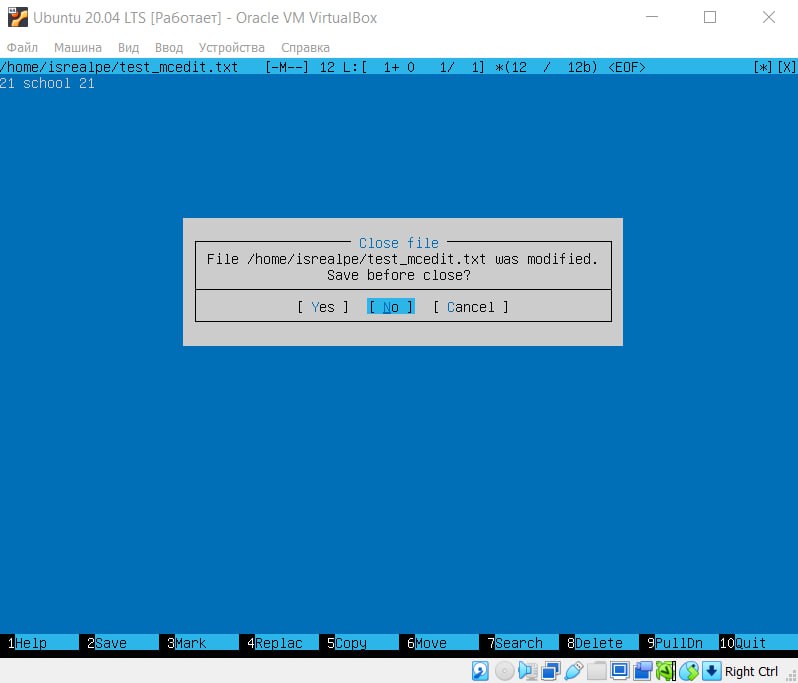 Ubuntu 20.04 LTS [Работает] - Oracle VM VirtualBox
Файл Машина Вид Ввод Устройства Справка
/home/isrealpe/test_mcedit.txt [-M--] 12 L:[ 1+ 0 1/ 1] *(12 / 12b) <EOF> [*][X]
21 school 21
Close file
File /home/isrealpe/test_mcedit.txt was modified.
Save before close?
[ Yes ] [ No ] [ Cancel ]
1Help 2Save 3Mark 4Replac 5Copy 6Move 7Search 8Delete 9PullDn 10Quit
Right Ctrl